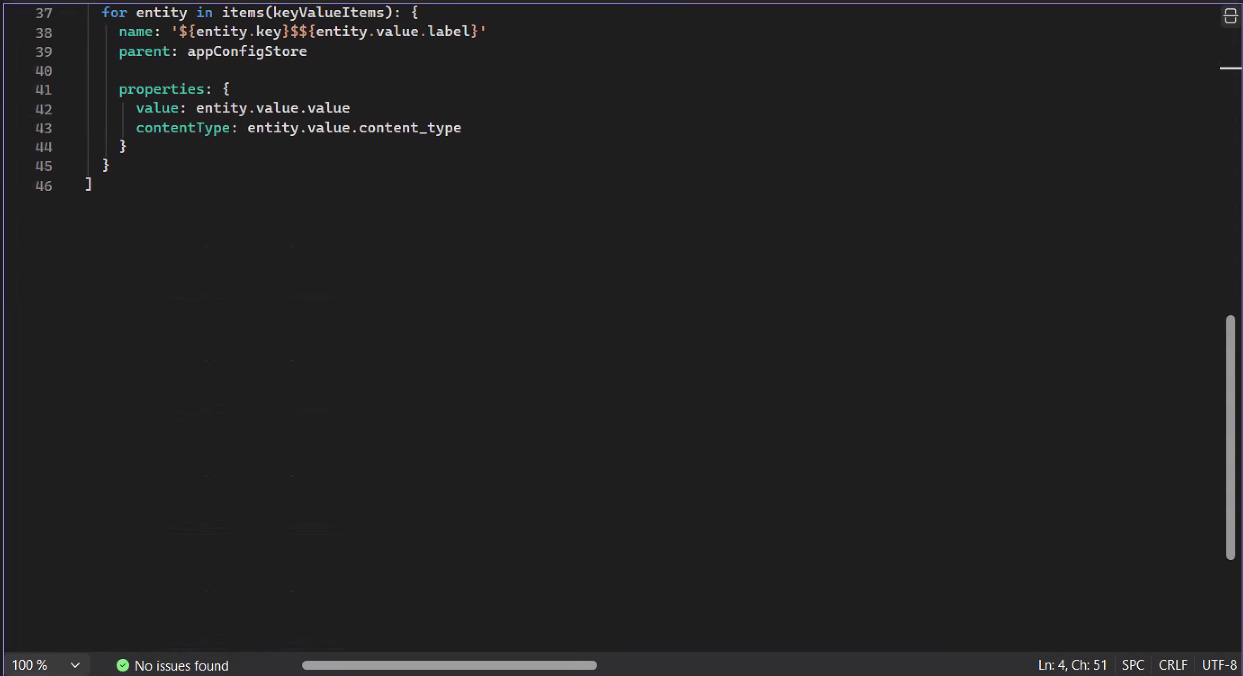 37 for entity in items(keyValueItems): {
38 name: '${entity.key}$${entity.value.label}'
39 parent: appConfigStore
40
41 properties: {
42 value: entity.value.value
43 contentType: entity.value.content_type
44 }
45 }
46 ]
100 % No issues found Ln: 4, Ch: 51 SPC CRLF UTF-8